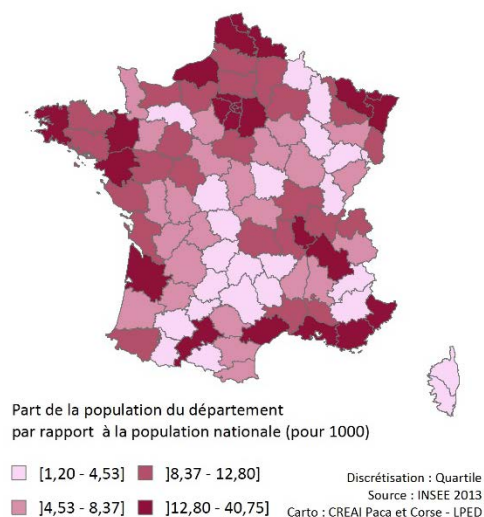 Part de la population du département
par rapport à la population nationale (pour 1000)
[1,20 - 4,53] ]8,37 - 12,80]
]4,53 - 8,37] ]12,80 - 40,75]
Discrétisation : Quartile
Source : INSEE 2013
Carto : CREAI Paca et Corse - LPED